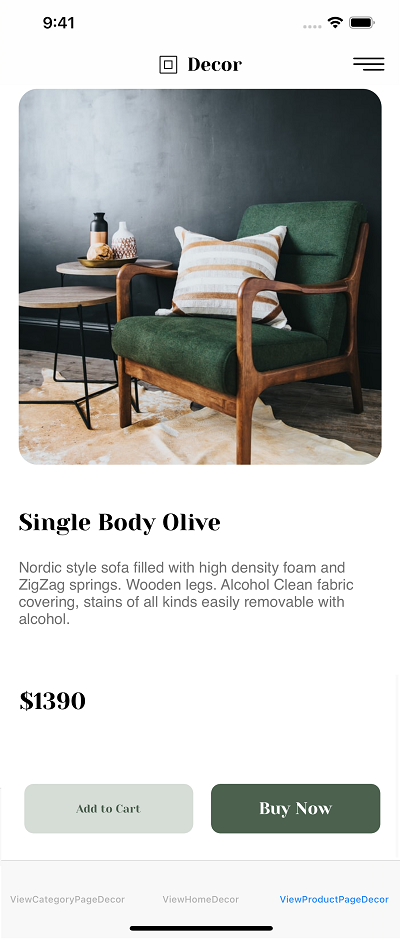 9:41
Decor
Single Body Olive
Nordic style sofa filled with high density foam and
ZigZag springs. Wooden legs. Alcohol Clean fabric
covering, stains of all kinds easily removable with
alcohol.
$1390
Add to Cart
Buy Now
ViewCategoryPageDecor
ViewHomeDecor
ViewProductPageDecor